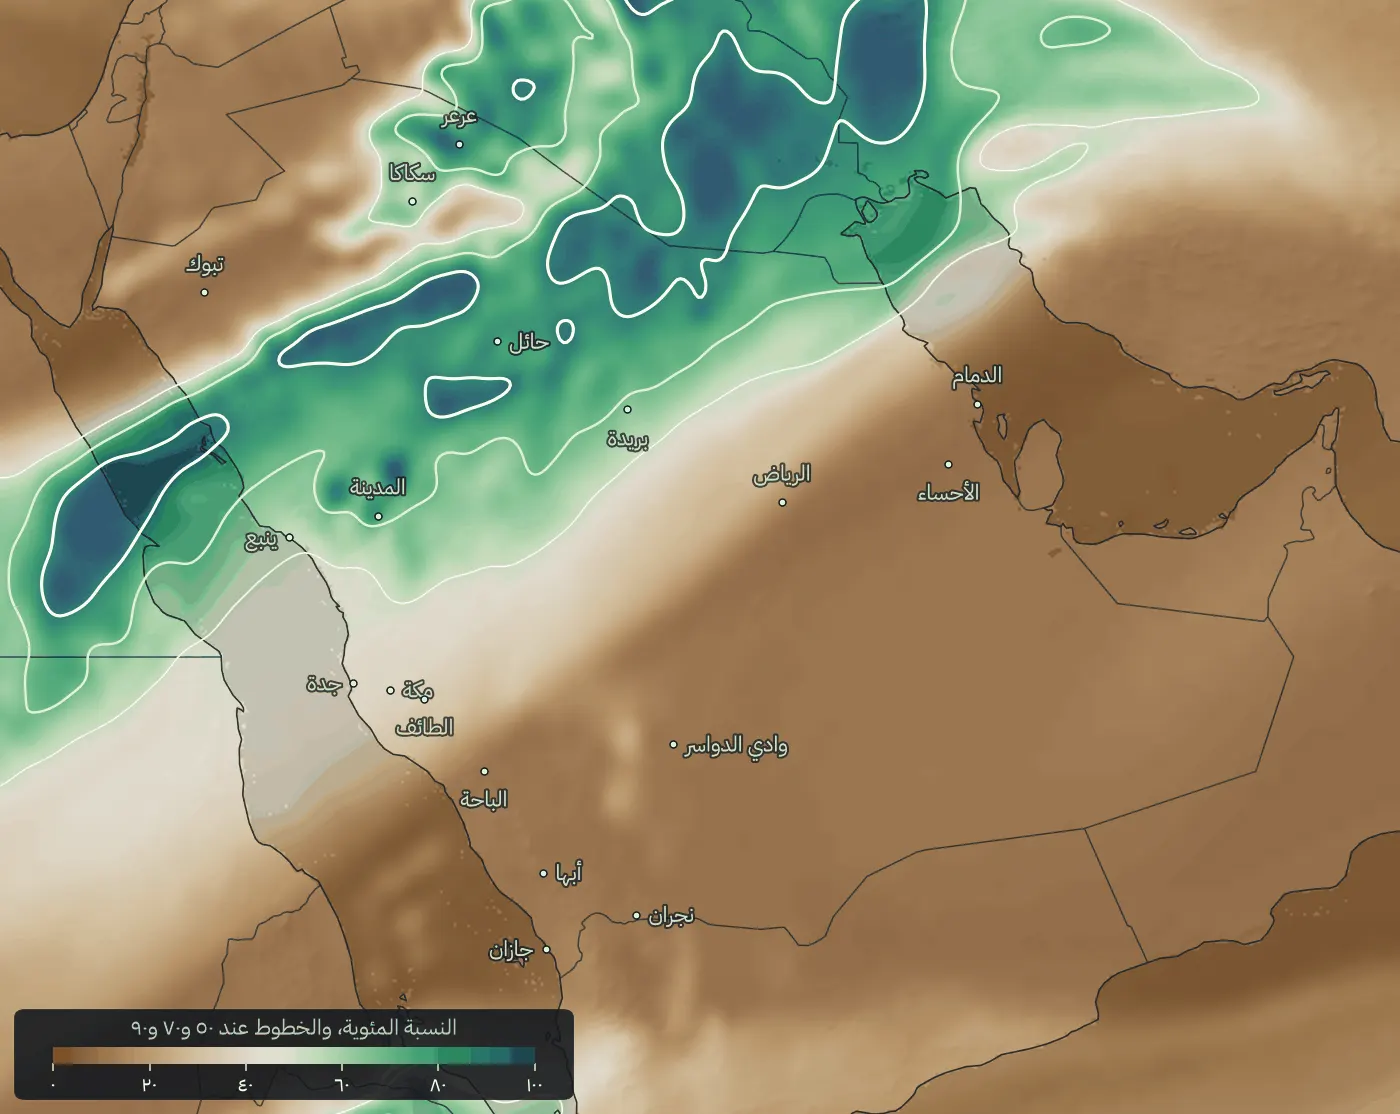 عرعر
سكاكا
تبوك
حائل
الدمام
بريدة
الرياض
الأحساء
المدينة
ينبع
جدة
مكة
الطائف
وادي الدواسر
الباحة
أبها
نجران
جازان
النسبة المئوية، والخطوط عند ٥٠ و٧٠ و٩٠
٠ ٢٠ ٤٠ ٦٠ ٨٠ ١٠٠